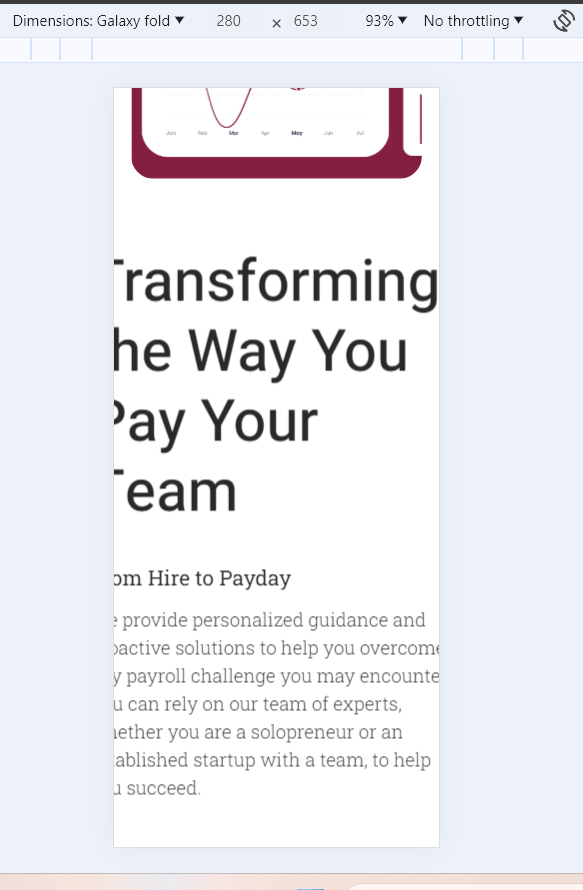 Dimensions: Galaxy fold ▼ 280 × 653 93% ▼ No throttling ▼
Jan Feb Mar Apr May Jun Jul
Transforming
he Way You
Pay Your
Team
om Hire to Payday
e provide personalized guidance and
oactive solutions to help you overcome
y payroll challenge you may encounte
u can rely on our team of experts,
hether you are a solopreneur or an
tablished startup with a team, to help
u succeed.